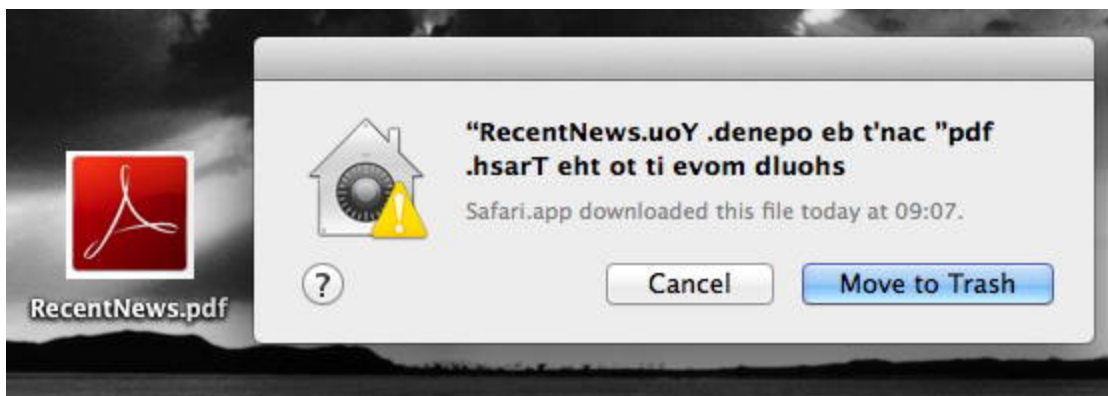 “RecentNews.uoY .denepo eb t'nac "pdf
.hsarT eht ot ti evom dluohs
Safari.app downloaded this file today at 09:07.
?
Cancel
Move to Trash
RecentNews.pdf